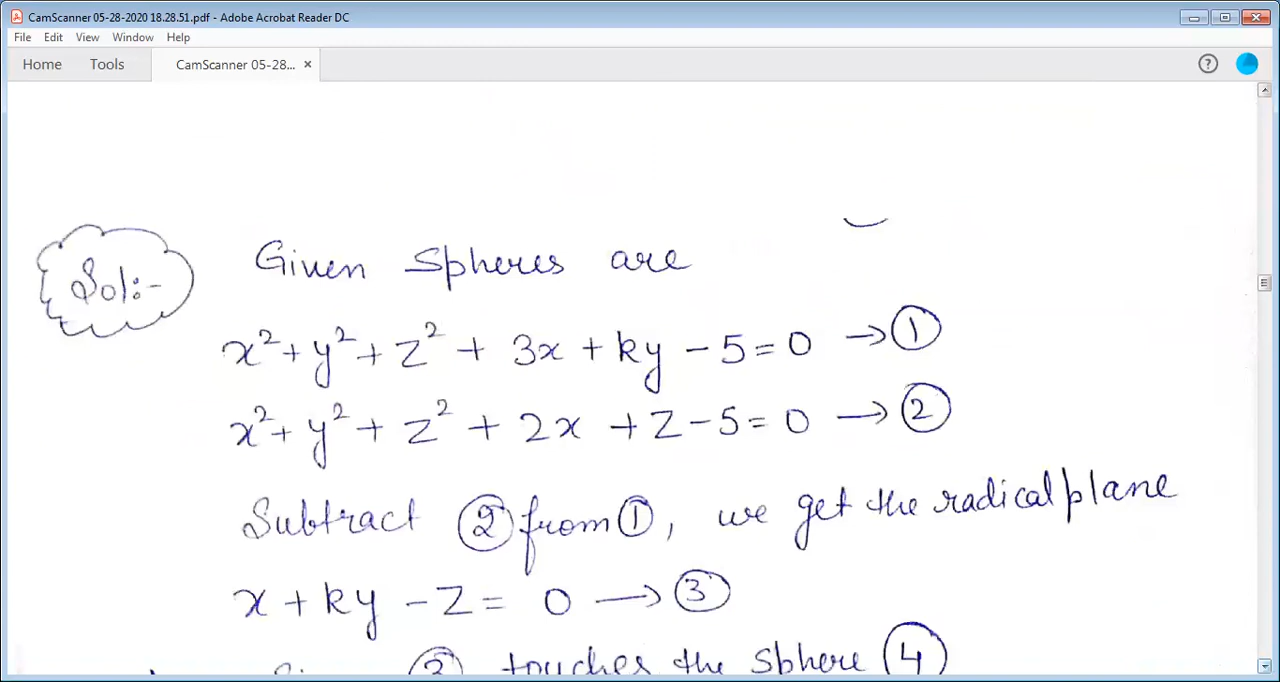 CamScanner 05-28-2020 18.28.51.pdf - Adobe Acrobat Reader DC
File Edit View Window Help
Home Tools CamScanner 05-28... ×
Sol:-
Given spheres are
x²+y²+z²+3x+ky-5=0 →①
x²+y²+z²+2x+z-5=0 →②
Subtract ② from ①, we get the radical plane
x+ky-z=0 →③
③ touches the sphere ④